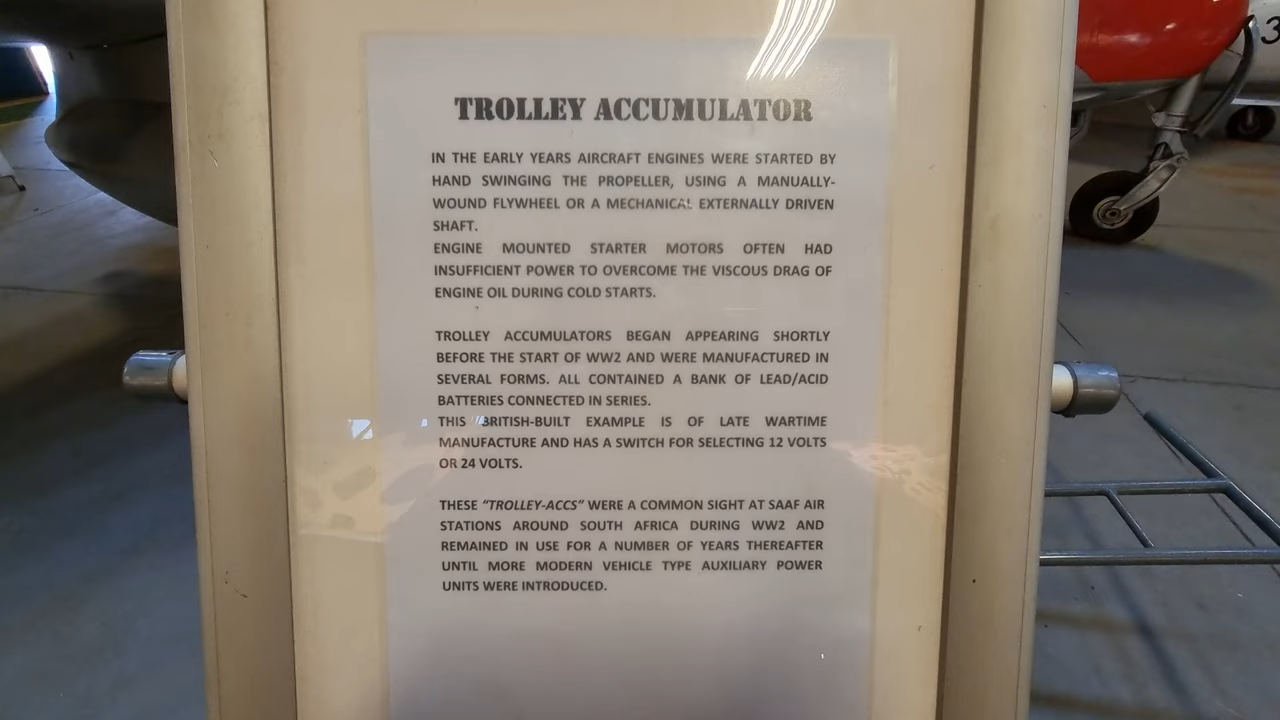 TROLLEY ACCUMULATOR
IN THE EARLY YEARS AIRCRAFT ENGINES WERE STARTED BY
HAND SWINGING THE PROPELLER, USING A MANUALLY-
WOUND FLYWHEEL OR A MECHANICAL EXTERNALLY DRIVEN
SHAFT.
ENGINE MOUNTED STARTER MOTORS OFTEN HAD
INSUFFICIENT POWER TO OVERCOME THE VISCOUS DRAG OF
ENGINE OIL DURING COLD STARTS.
TROLLEY ACCUMULATORS BEGAN APPEARING SHORTLY
BEFORE THE START OF WW2 AND WERE MANUFACTURED IN
SEVERAL FORMS. ALL CONTAINED A BANK OF LEAD/ACID
BATTERIES CONNECTED IN SERIES.
THIS BRITISH-BUILT EXAMPLE IS OF LATE WARTIME
MANUFACTURE AND HAS A SWITCH FOR SELECTING 12 VOLTS
OR 24 VOLTS.
THESE "TROLLEY-ACCS" WERE A COMMON SIGHT AT SAAF AIR
STATIONS AROUND SOUTH AFRICA DURING WW2 AND
REMAINED IN USE FOR A NUMBER OF YEARS THEREAFTER
UNTIL MORE MODERN VEHICLE TYPE AUXILIARY POWER
UNITS WERE INTRODUCED.
3